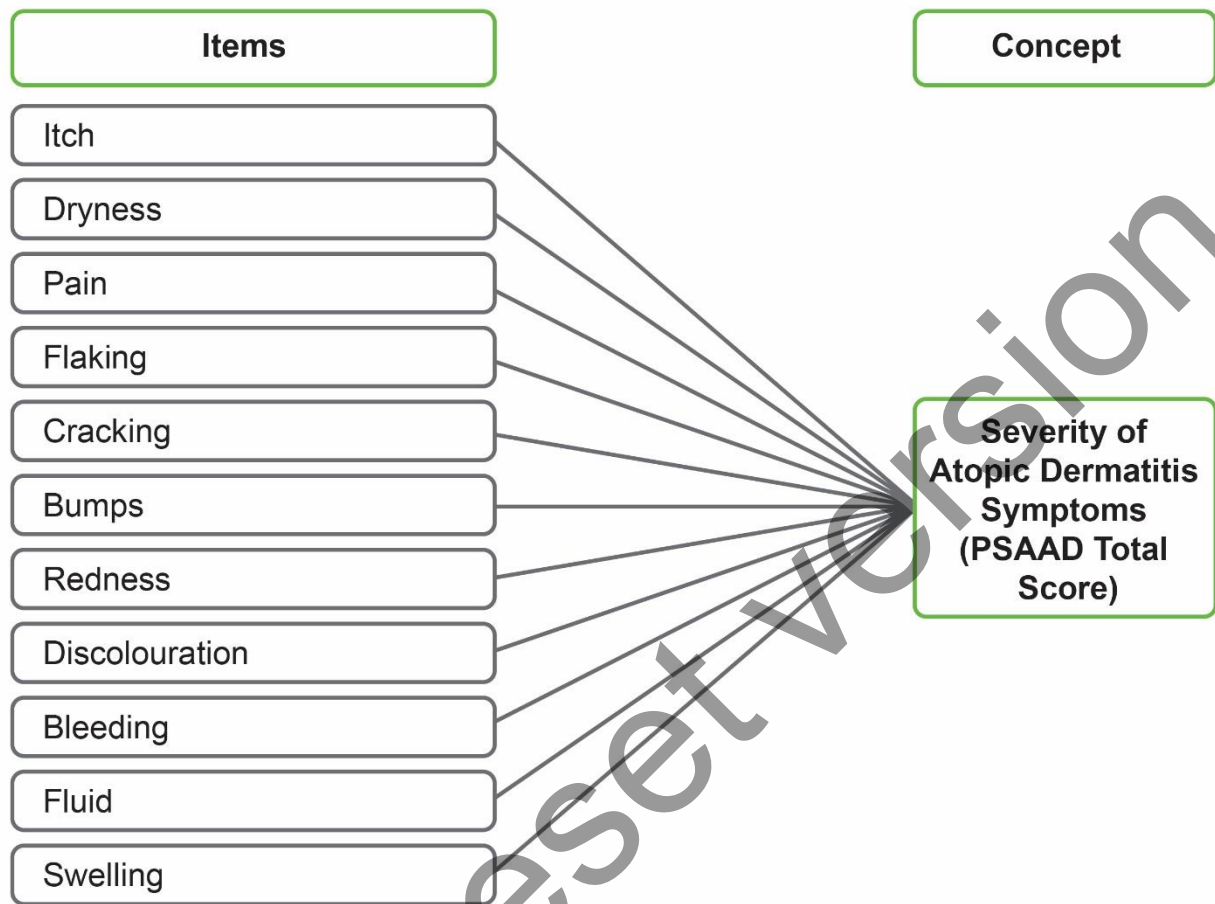 Items
Concept
Itch
Dryness
Pain
Flaking
Cracking
Bumps
Redness
Discolouration
Bleeding
Fluid
Swelling
Severity of
Atopic Dermatitis
Symptoms
(PSAAD Total
Score)
eset version